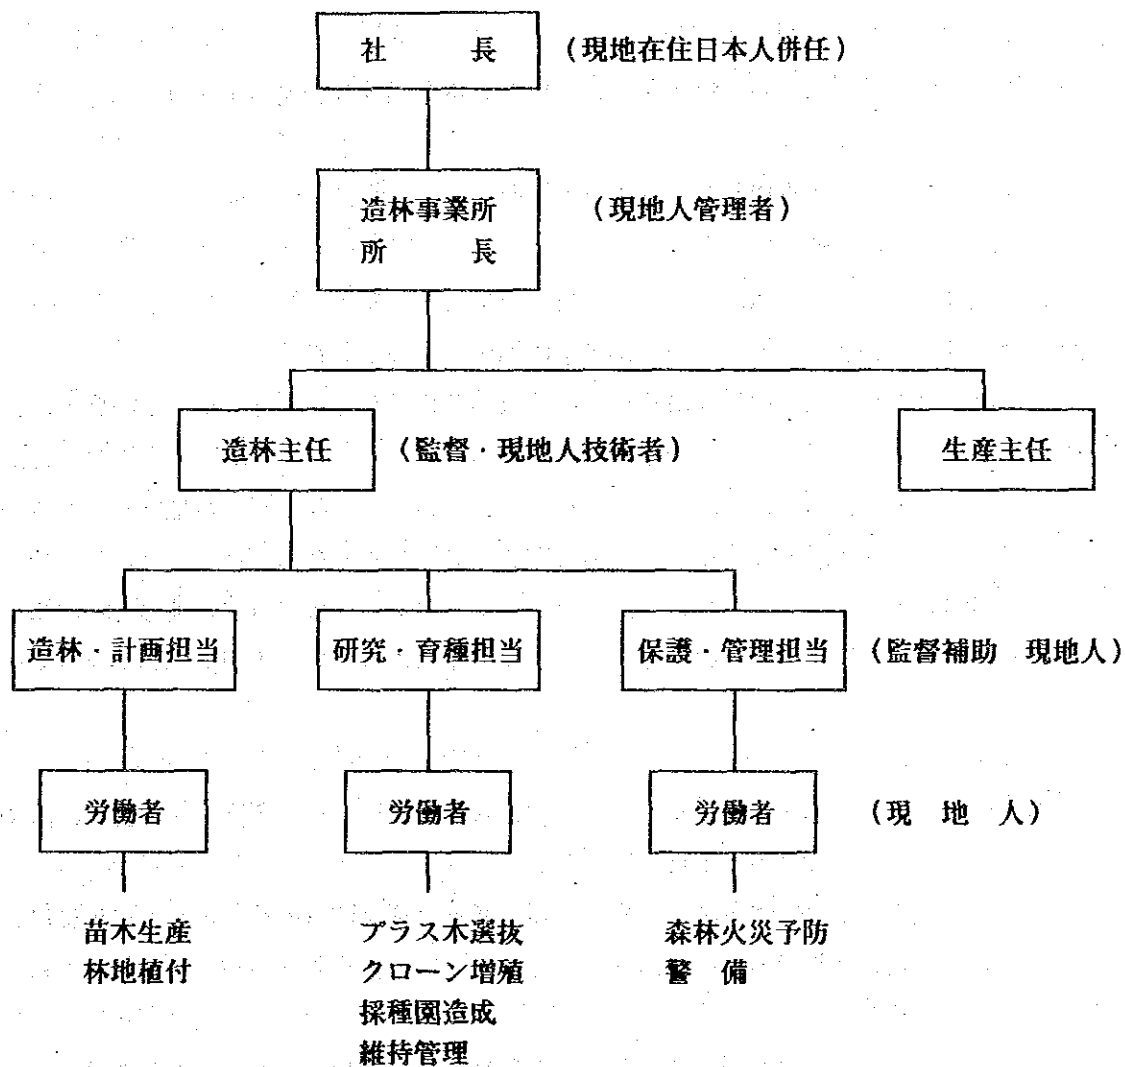 社　　長　（現地在住日本人併任）
造林事業所　（現地人管理者）
所　　長
造林主任　（監督・現地人技術者）　生産主任
造林・計画担当　研究・育種担当　保護・管理担当　（監督補助　現地人）
労働者　労働者　労働者　（現　地　人）
苗木生産　プラス木選抜　森林火災予防
林地植付　クローン増殖　警　備
採種園造成
維持管理